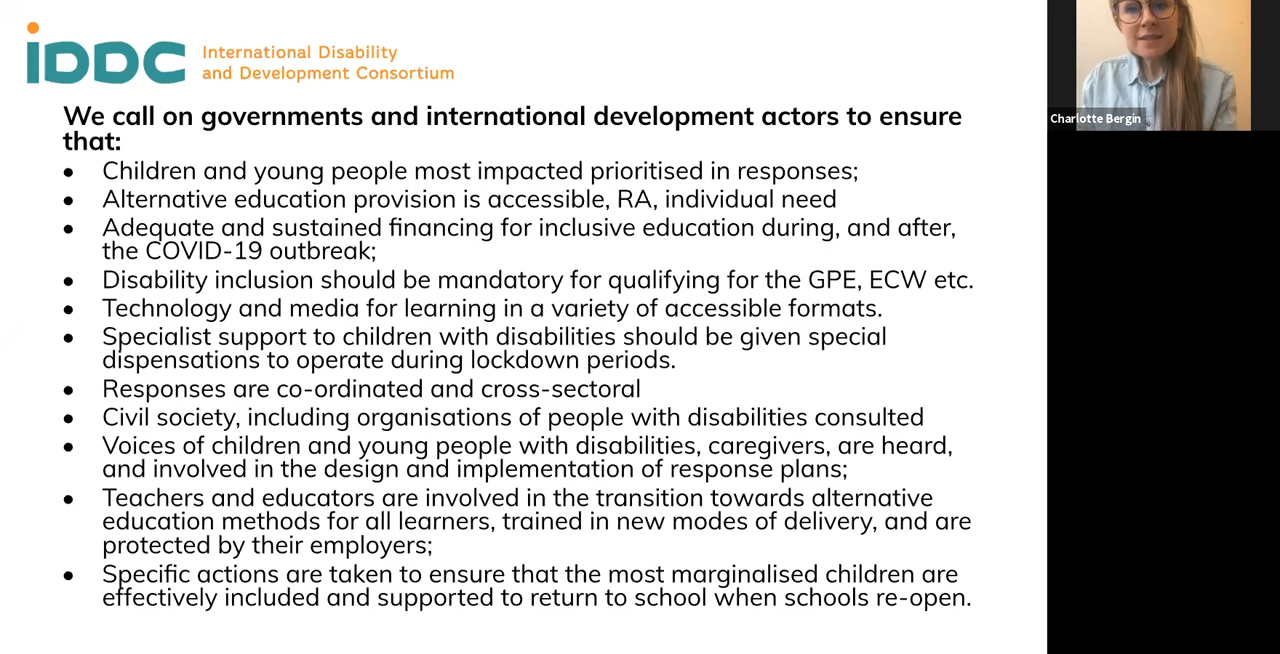 iDDC
International Disability
and Development Consortium
We call on governments and international development actors to ensure
that:
• Children and young people most impacted prioritised in responses;
• Alternative education provision is accessible, RA, individual need
• Adequate and sustained financing for inclusive education during, and after,
the COVID-19 outbreak;
• Disability inclusion should be mandatory for qualifying for the GPE, ECW etc.
• Technology and media for learning in a variety of accessible formats.
• Specialist support to children with disabilities should be given special
dispensations to operate during lockdown periods.
• Responses are co-ordinated and cross-sectoral
• Civil society, including organisations of people with disabilities consulted
• Voices of children and young people with disabilities, caregivers, are heard,
and involved in the design and implementation of response plans;
• Teachers and educators are involved in the transition towards alternative
education methods for all learners, trained in new modes of delivery, and are
protected by their employers;
• Specific actions are taken to ensure that the most marginalised children are
effectively included and supported to return to school when schools re-open.
Charlotte Bergin